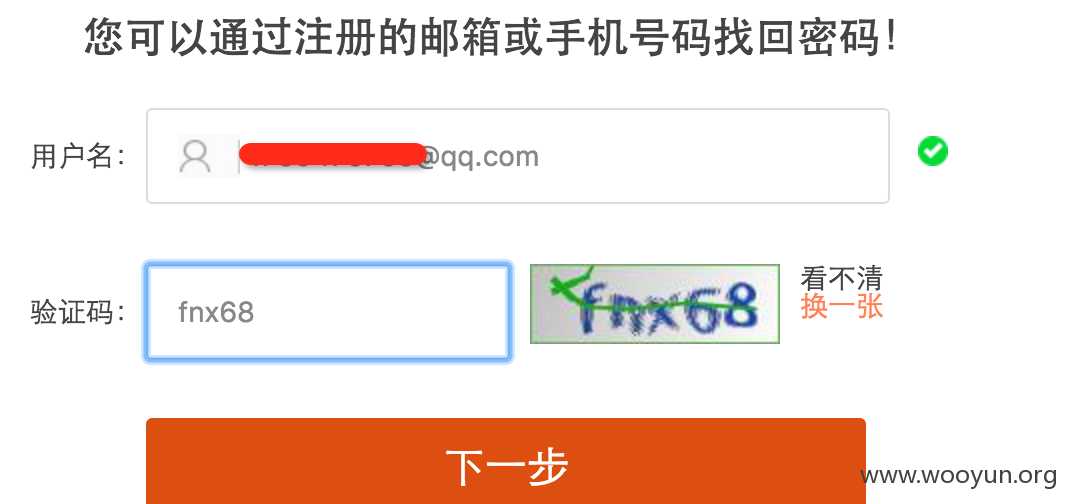 您可以通过注册的邮箱或手机号码找回密码！
用户名： @qq.com
验证码： fnx68 fnx68 看不清
换一张
下一步
www.wooyun.org